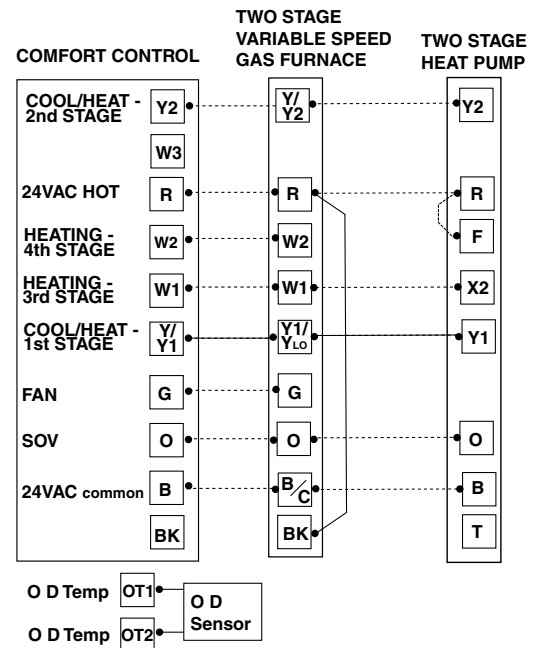 COMFORT CONTROL
TWO STAGE
VARIABLE SPEED
GAS FURNACE
TWO STAGE
HEAT PUMP
COOL/HEAT -
2nd STAGE
Y2
Y/
Y2
Y2
W3
24VAC HOT
R
R
R
HEATING -
4th STAGE
W2
W2
F
HEATING -
3rd STAGE
W1
W1
X2
COOL/HEAT -
1st STAGE
Y/
Y1
Y1/
YLO
Y1
FAN
G
G
SOV
O
O
O
24VAC common
B
B/C
B
BK
BK
T
O D Temp
OT1
O D
Sensor
O D Temp
OT2